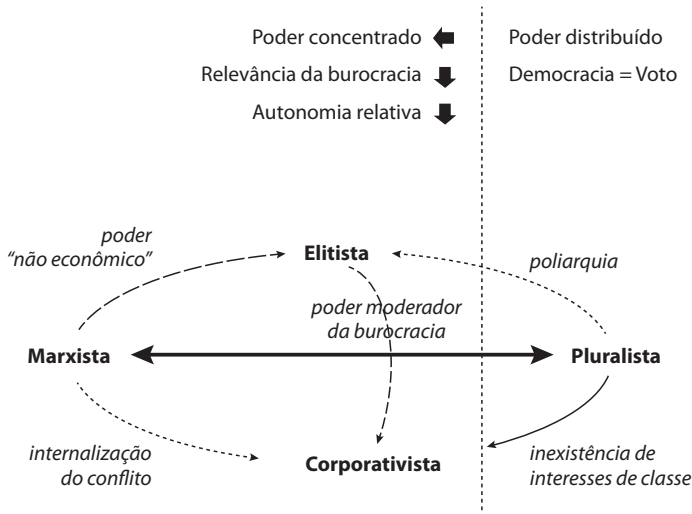 Poder concentrado
Poder distribuído
Relevância da burocracia
Democracia = Voto
Autonomia relativa
poder
“não econômico”
Elitista
poliarquia
poder moderador
da burocracia
Marxista
Pluralista
internalização
do conflito
Corporativista
inexistência de
interesses de classe